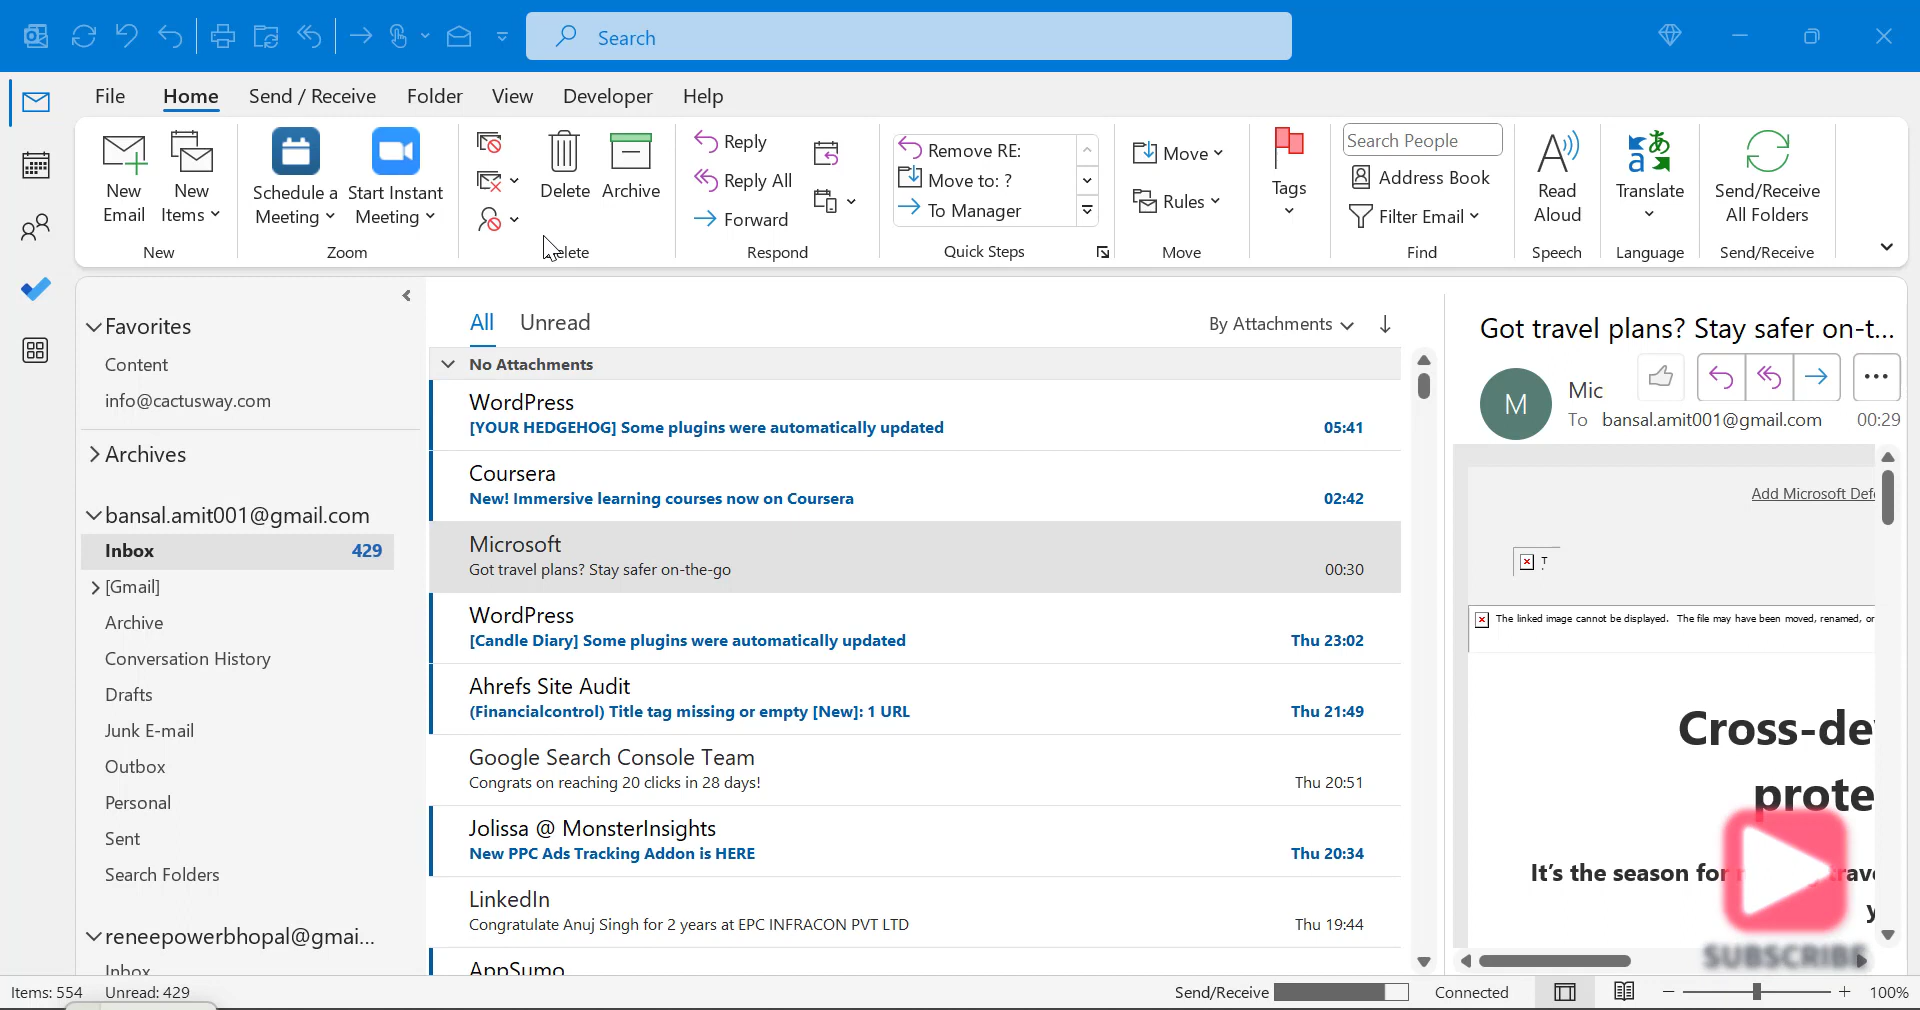 Search
File Home Send / Receive Folder View Developer Help
New Email
New Items
New
Schedule a Meeting
Start Instant Meeting
Zoom
Delete
Archive
Reply
Reply All
Forward
Respond
Remove RE:
Move to: ?
To Manager
Quick Steps
Move
Rules
Move
Tags
Search People
Address Book
Filter Email
Find
Read Aloud
Speech
Translate
Language
Send/Receive All Folders
Send/Receive
Favorites
Content
info@cactusway.com
Archives
bansal.amit001@gmail.com
Inbox 429
[Gmail]
Archive
Conversation History
Drafts
Junk E-mail
Outbox
Personal
Sent
Search Folders
reneepowerbhopal@gmai...
Inbox
All Unread By Attachments
No Attachments
WordPress
[YOUR HEDGEHOG] Some plugins were automatically updated 05:41
Coursera
New! Immersive learning courses now on Coursera 02:42
Microsoft
Got travel plans? Stay safer on-the-go 00:30
WordPress
[Candle Diary] Some plugins were automatically updated Thu 23:02
Ahrefs Site Audit
(Financialcontrol) Title tag missing or empty [New]: 1 URL Thu 21:49
Google Search Console Team
Congrats on reaching 20 clicks in 28 days! Thu 20:51
Jolissa @ MonsterInsights
New PPC Ads Tracking Addon is HERE Thu 20:34
LinkedIn
Congratulate Anuj Singh for 2 years at EPC INFRACON PVT LTD Thu 19:44
AppSumo
Got travel plans? Stay safer on-t...
M
Mic
To bansal.amit001@gmail.com 00:29
Add Microsoft Defe
T
The linked image cannot be displayed. The file may have been moved, renamed, or
Cross-de
prote
It's the season for
SUBSCRIBE
Items: 554 Unread: 429 Send/Receive Connected 100%